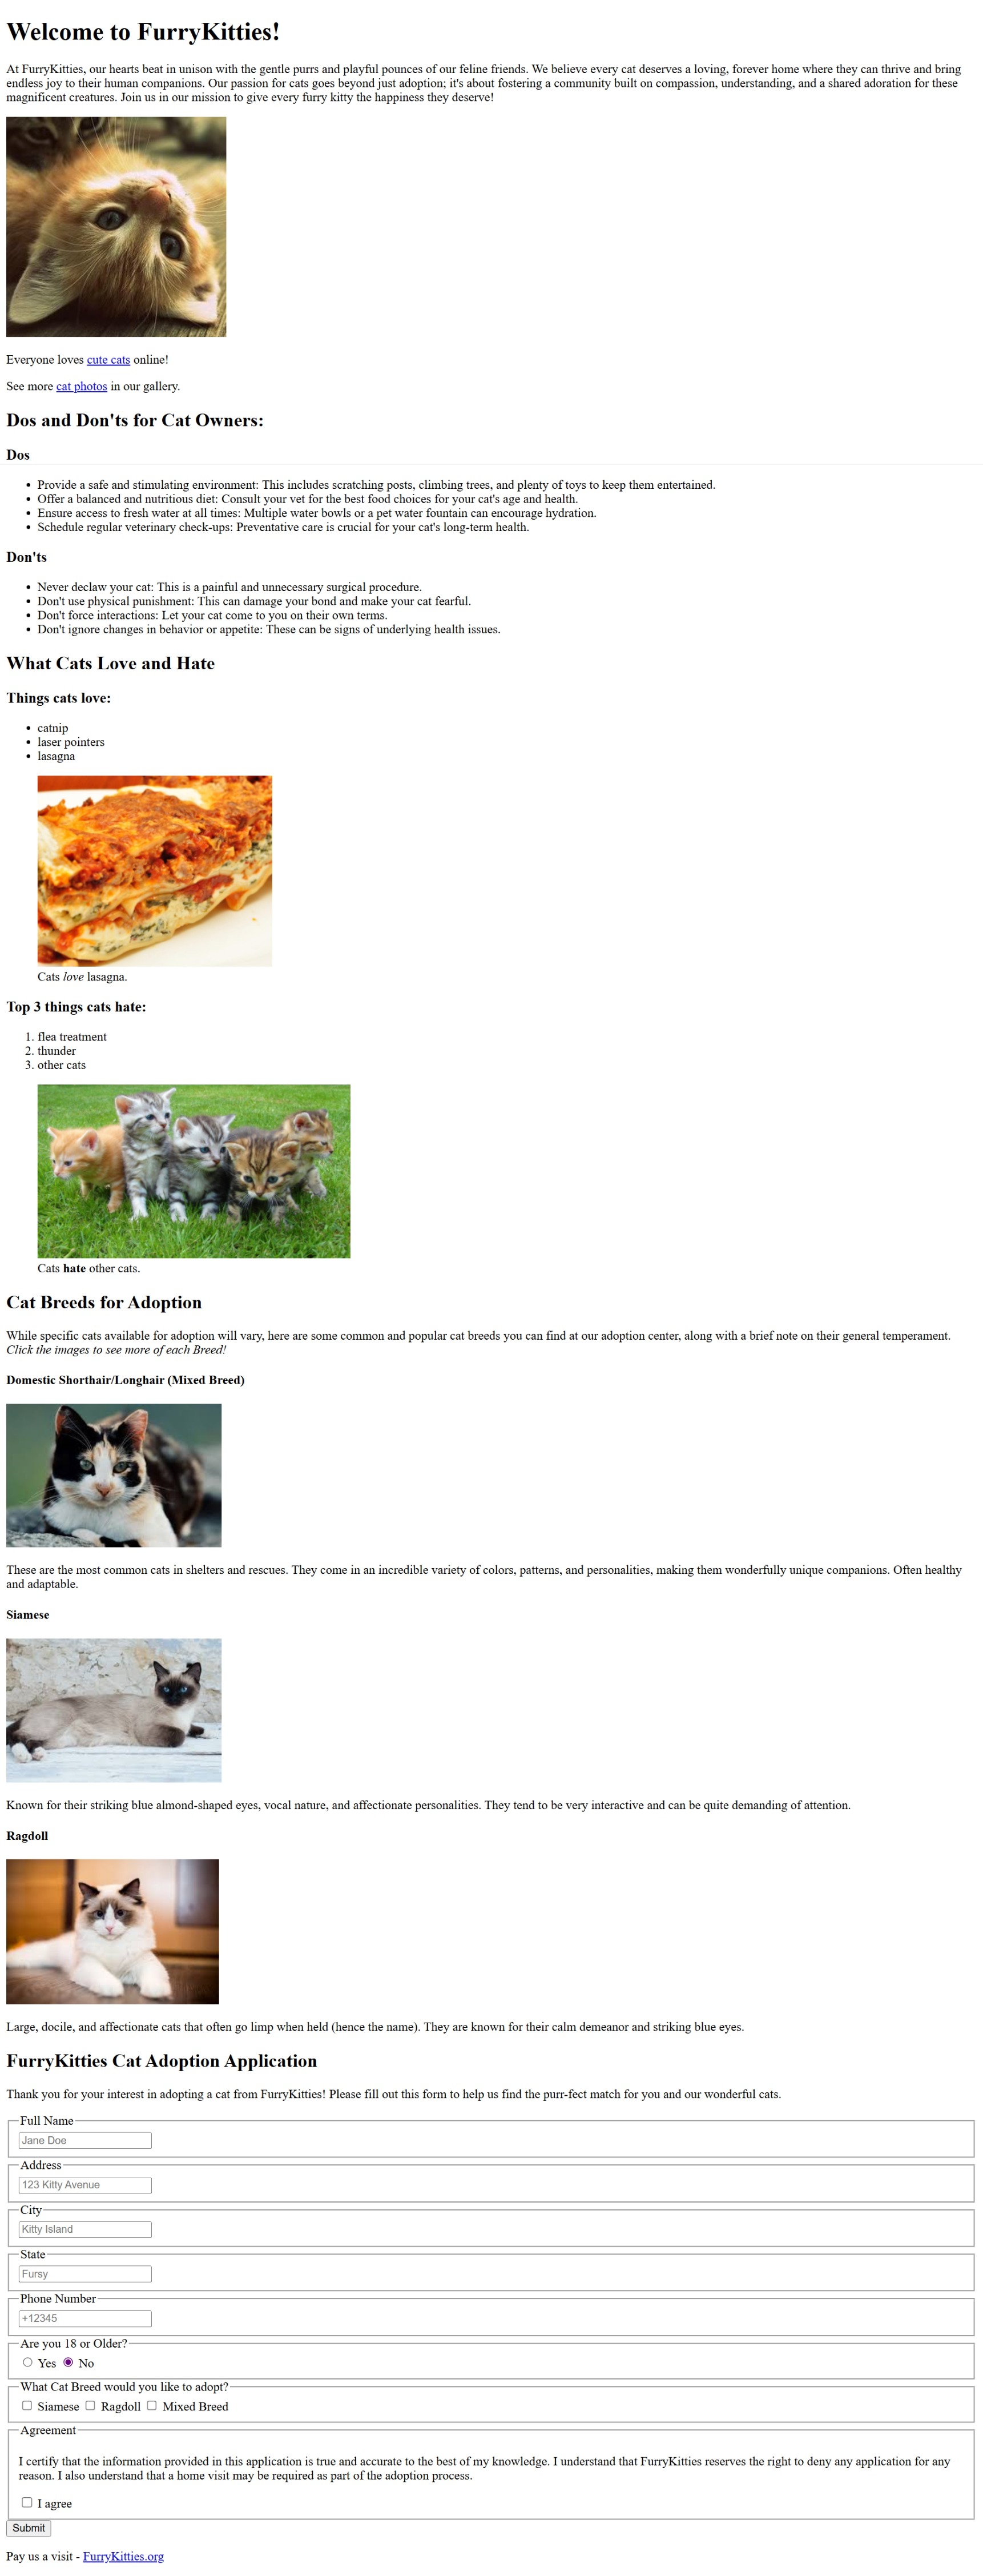 Welcome to FurryKitties!
At FurryKitties, our hearts beat in unison with the gentle purrs and playful pounces of our feline friends. We believe every cat deserves a loving, forever home where they can thrive and bring
endless joy to their human companions. Our passion for cats goes beyond just adoption; it's about fostering a community built on compassion, understanding, and a shared adoration for these
magnificent creatures. Join us in our mission to give every furry kitty the happiness they deserve!
Everyone loves cute cats online!
See more cat photos in our gallery.
Dos and Don'ts for Cat Owners:
Dos
• Provide a safe and stimulating environment: This includes scratching posts, climbing trees, and plenty of toys to keep them entertained.
• Offer a balanced and nutritious diet: Consult your vet for the best food choices for your cat's age and health.
• Ensure access to fresh water at all times: Multiple water bowls or a pet water fountain can encourage hydration.
• Schedule regular veterinary check-ups: Preventative care is crucial for your cat's long-term health.
Don'ts
• Never declaw your cat: This is a painful and unnecessary surgical procedure.
• Don't use physical punishment: This can damage your bond and make your cat fearful.
• Don't force interactions: Let your cat come to you on their own terms.
• Don't ignore changes in behavior or appetite: These can be signs of underlying health issues.
What Cats Love and Hate
Things cats love:
• catnip
• laser pointers
• lasagna
Cats love lasagna.
Top 3 things cats hate:
1. flea treatment
2. thunder
3. other cats
Cats hate other cats.
Cat Breeds for Adoption
While specific cats available for adoption will vary, here are some common and popular cat breeds you can find at our adoption center, along with a brief note on their general temperament.
Click the images to see more of each Breed!
Domestic Shorthair/Longhair (Mixed Breed)
These are the most common cats in shelters and rescues. They come in an incredible variety of colors, patterns, and personalities, making them wonderfully unique companions. Often healthy
and adaptable.
Siamese
Known for their striking blue almond-shaped eyes, vocal nature, and affectionate personalities. They tend to be very interactive and can be quite demanding of attention.
Ragdoll
Large, docile, and affectionate cats that often go limp when held (hence the name). They are known for their calm demeanor and striking blue eyes.
FurryKitties Cat Adoption Application
Thank you for your interest in adopting a cat from FurryKitties! Please fill out this form to help us find the purr-fect match for you and our wonderful cats.
Full Name
Jane Doe
Address
123 Kitty Avenue
City
Kitty Island
State
Fursy
Phone Number
+12345
Are you 18 or Older?
Yes No
What Cat Breed would you like to adopt?
Siamese Ragdoll Mixed Breed
Agreement
I certify that the information provided in this application is true and accurate to the best of my knowledge. I understand that FurryKitties reserves the right to deny any application for any
reason. I also understand that a home visit may be required as part of the adoption process.
I agree
Submit
Pay us a visit - FurryKitties.org